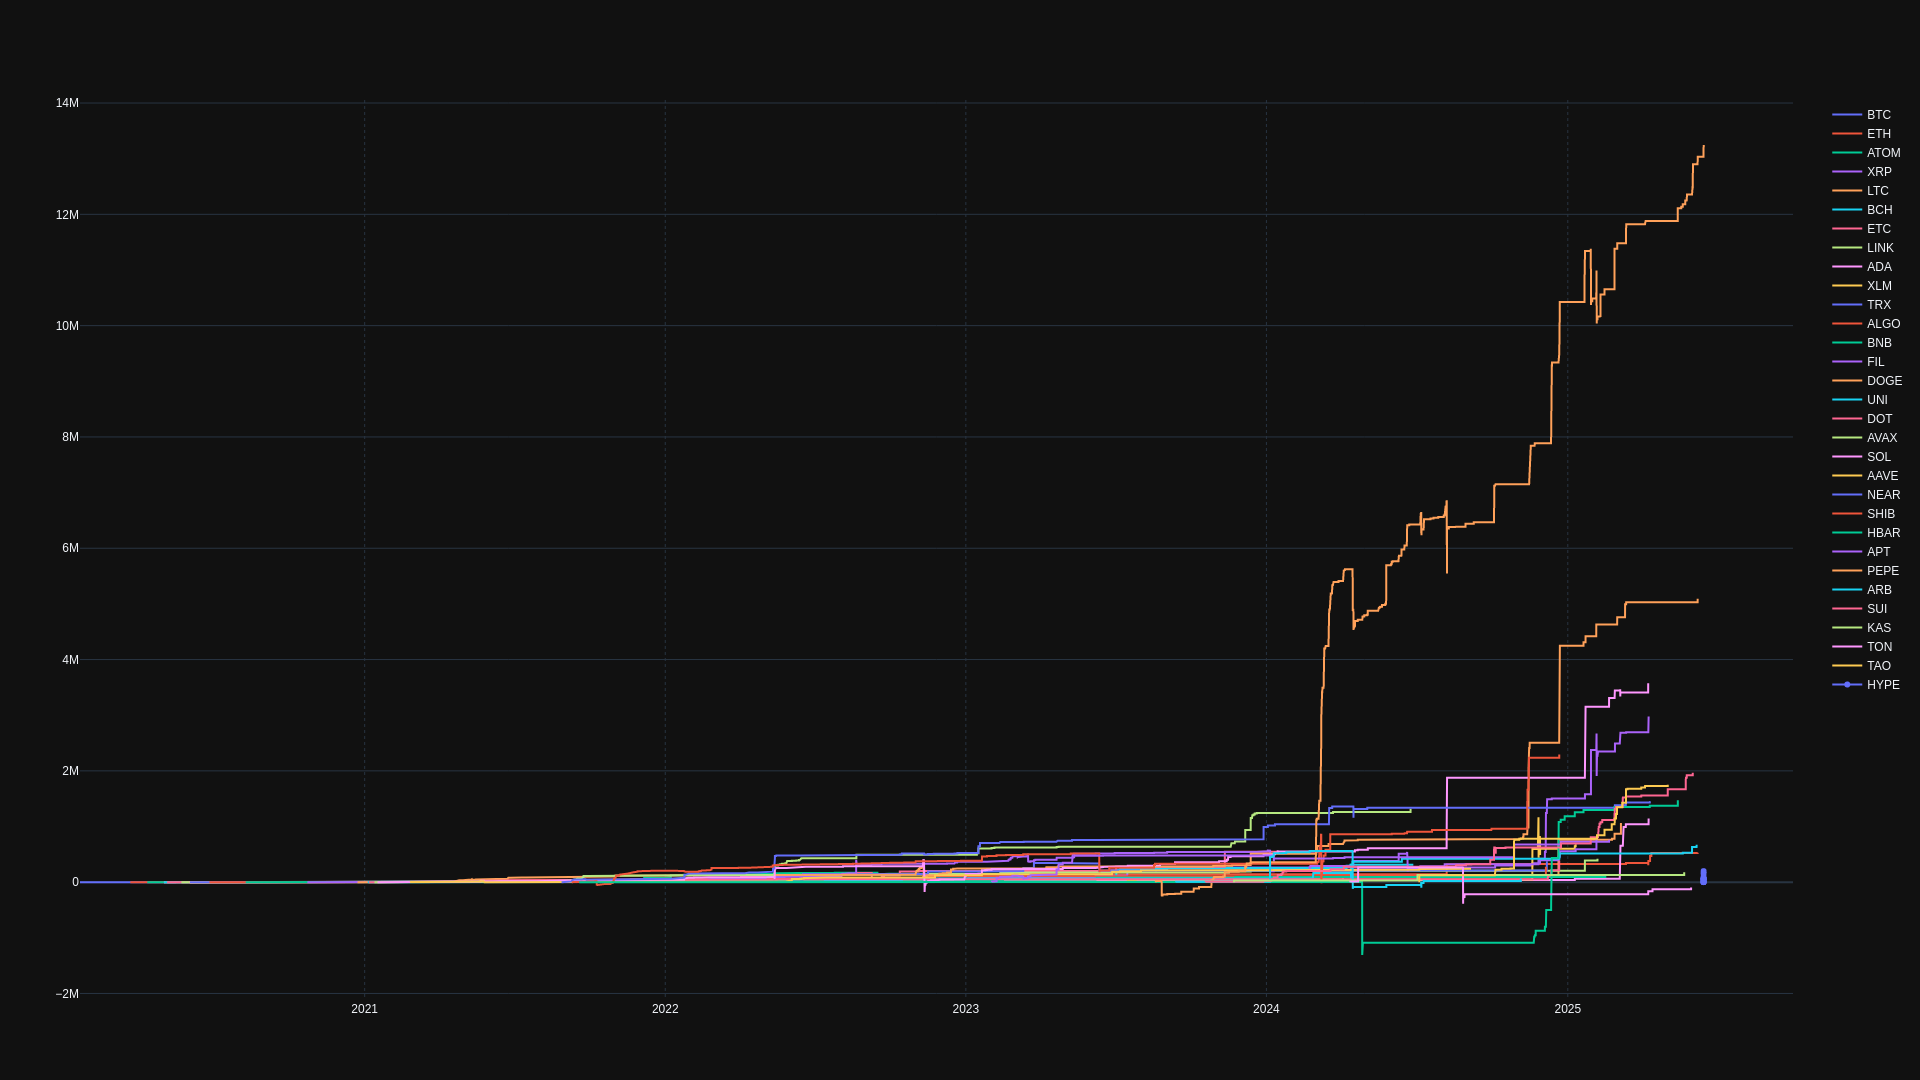 14M
12M
10M
8M
6M
4M
2M
0
−2M
2021
2022
2023
2024
2025
BTC
ETH
ATOM
XRP
LTC
BCH
ETC
LINK
ADA
XLM
TRX
ALGO
BNB
FIL
DOGE
UNI
DOT
AVAX
SOL
AAVE
NEAR
SHIB
HBAR
APT
PEPE
ARB
SUI
KAS
TON
TAO
HYPE